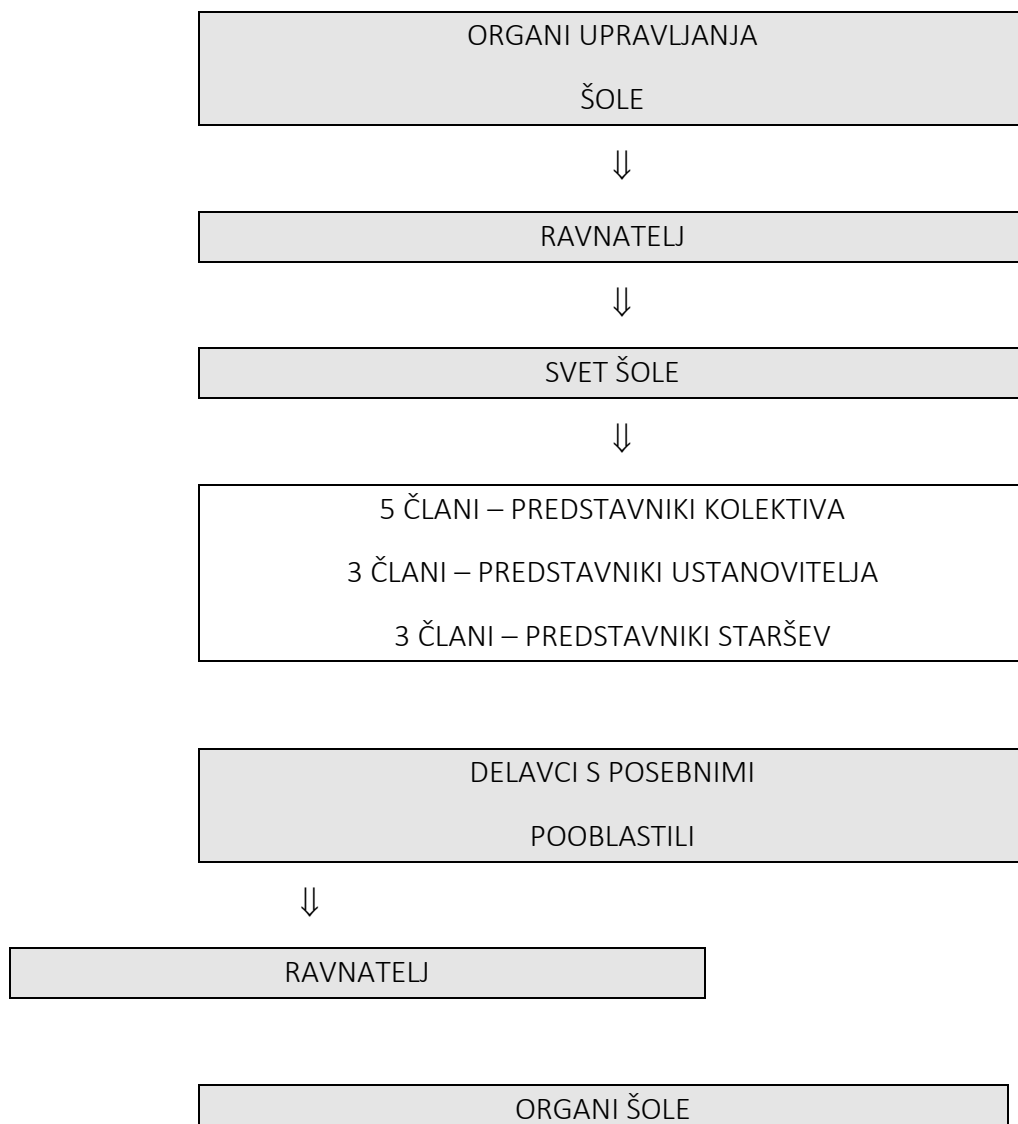 ORGANI UPRAVLJANJA
ŠOLE
⇓
RAVNATELJ
⇓
SVET ŠOLE
⇓
5 ČLANI – PREDSTAVNIKI KOLEKTIVA
3 ČLANI – PREDSTAVNIKI USTANOVITELJA
3 ČLANI – PREDSTAVNIKI STARŠEV
DELAVCI S POSEBNIMI
POOBLASTILI
⇓
RAVNATELJ
ORGANI ŠOLE